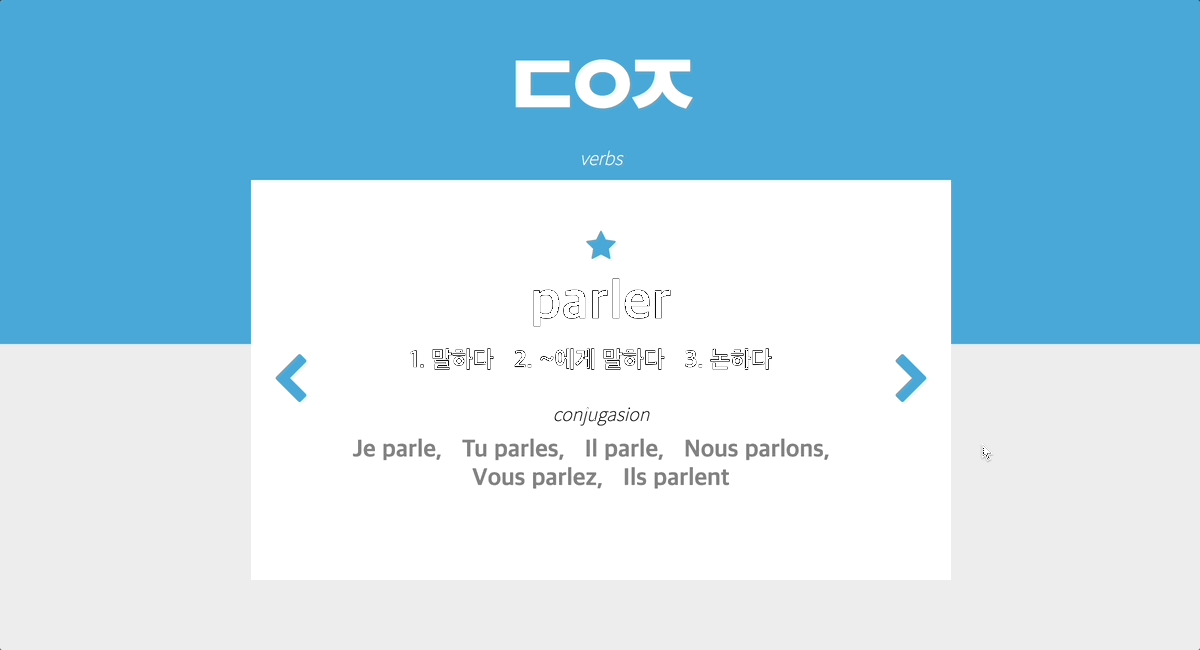 ㄷㅇㅈ
verbs
parler
1. 말하다 2. ~에게 말하다 3. 논하다
conjugasion
Je parle, Tu parles, Il parle, Nous parlons,
Vous parlez, Ils parlent